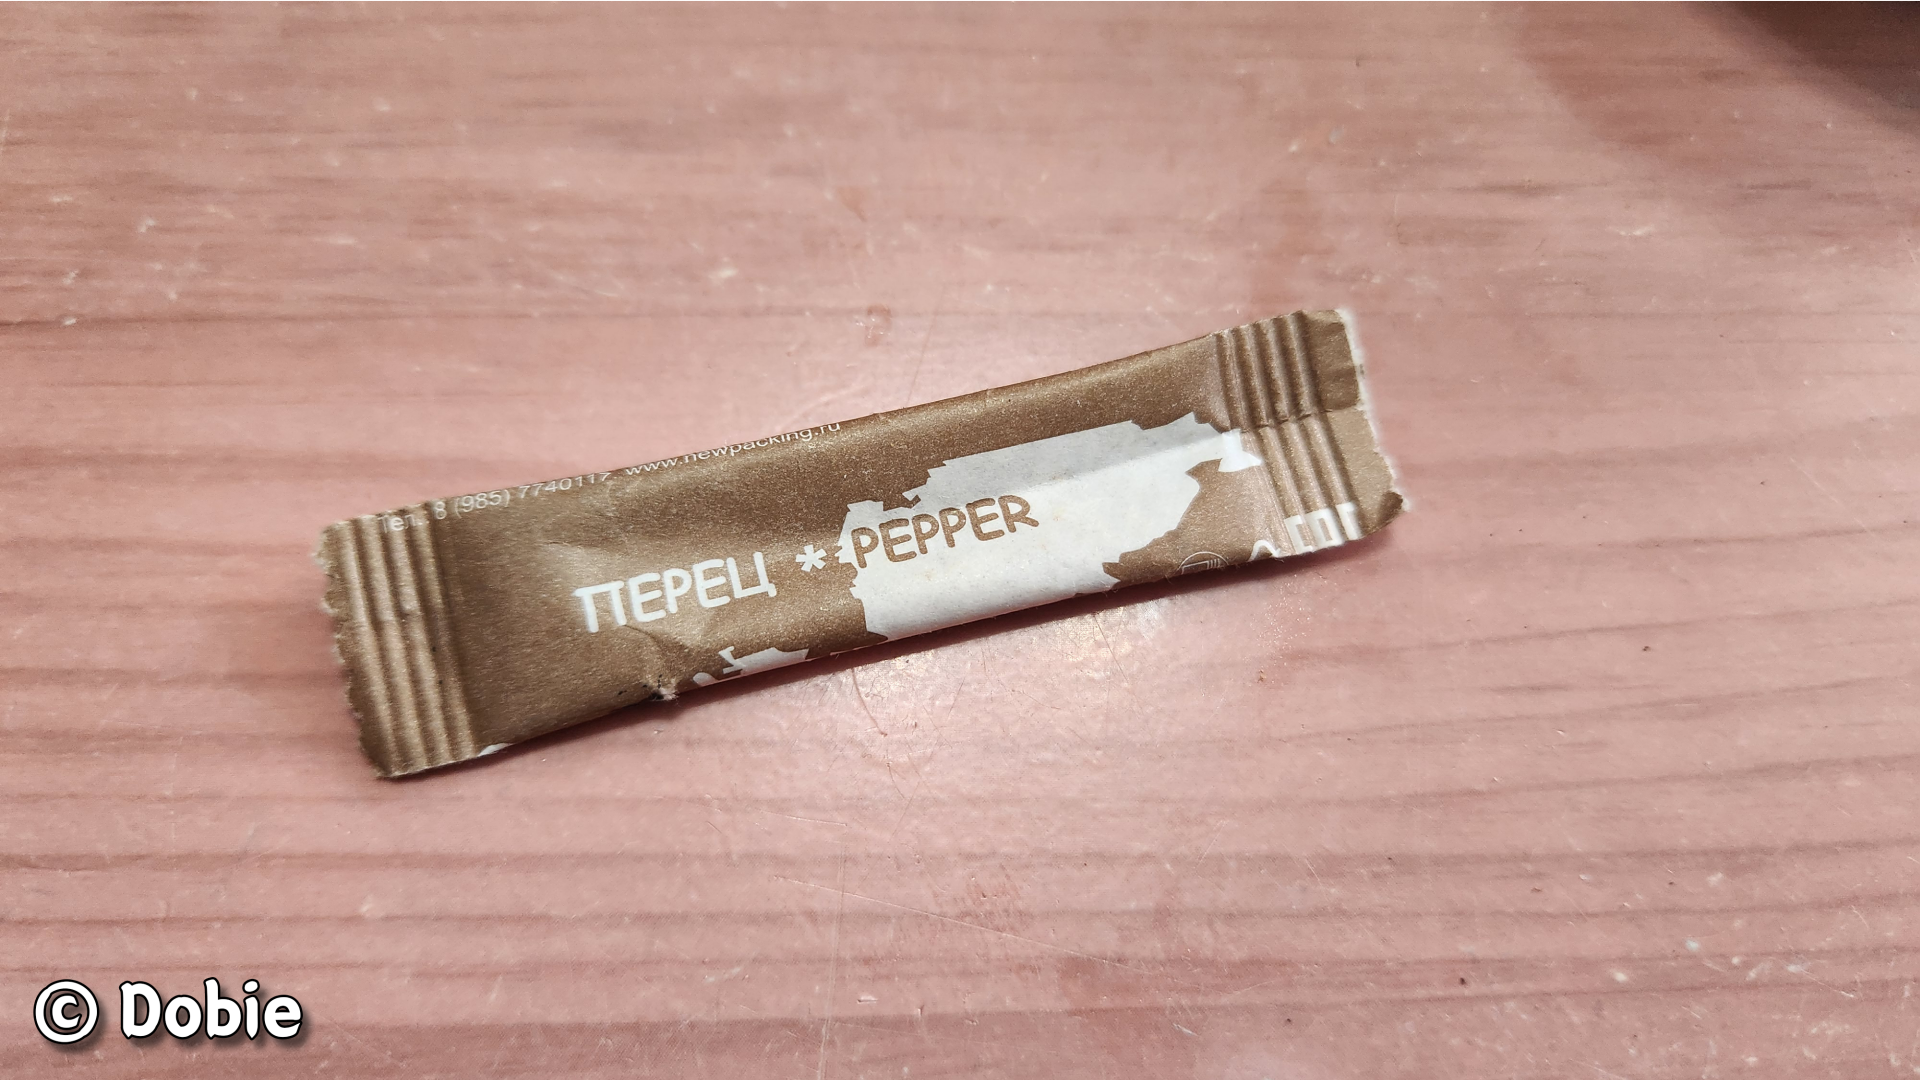 Тел.: 8 (985) 7740117 www.newpacking.ru
ПЕРЕЦ * PEPPER
© Dobie